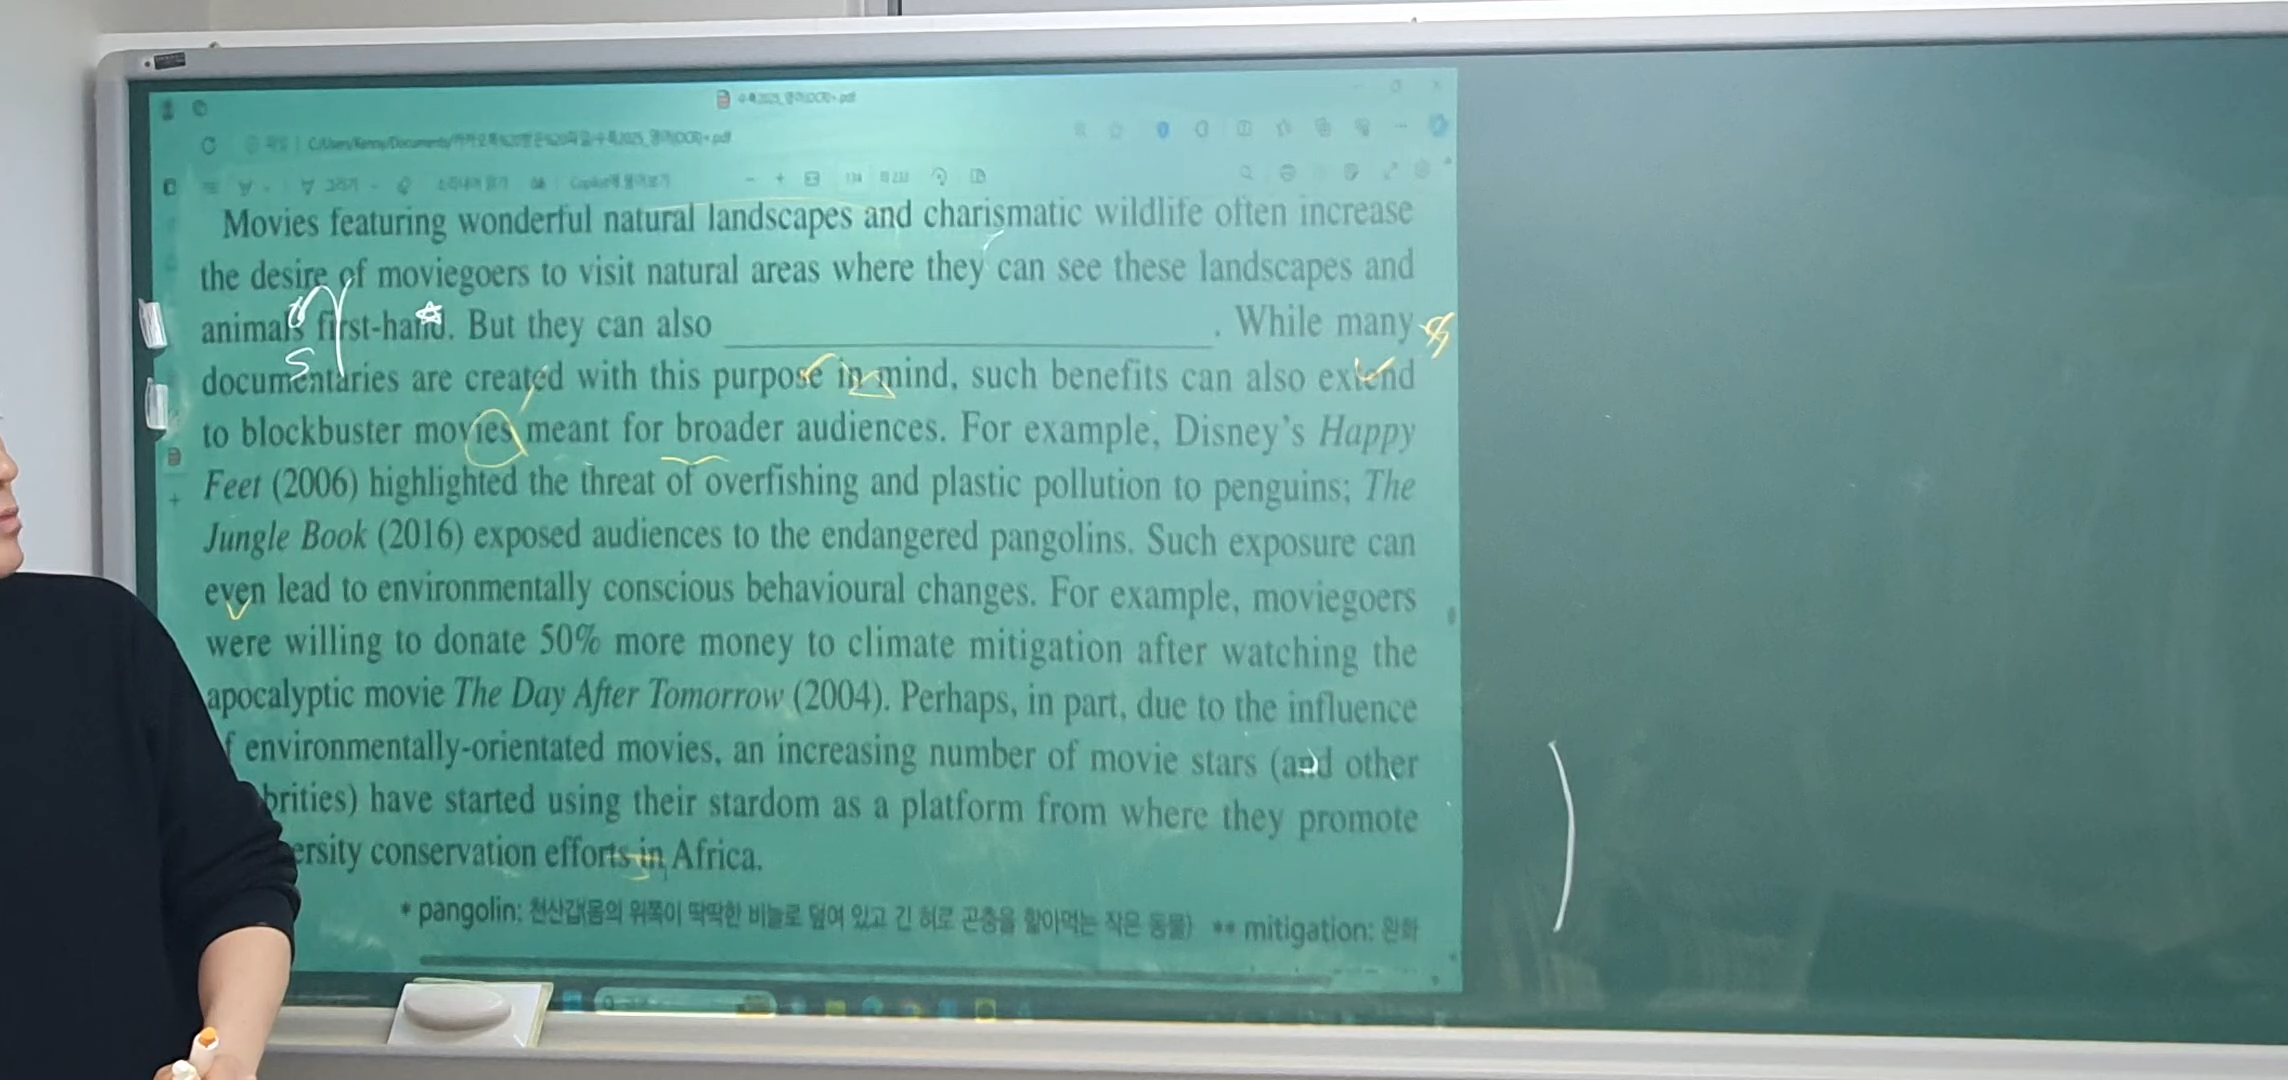 C:/Users/Kenny/Documents/
Movies featuring wonderful natural landscapes and charismatic wildlife often increase
the desire of moviegoers to visit natural areas where they can see these landscapes and
animals first-hand. But they can also ____. While many
documentaries are created with this purpose in mind, such benefits can also extend
to blockbuster movies meant for broader audiences. For example, Disney's Happy
Feet (2006) highlighted the threat of overfishing and plastic pollution to penguins; The
Jungle Book (2016) exposed audiences to the endangered pangolins. Such exposure can
even lead to environmentally conscious behavioural changes. For example, moviegoers
were willing to donate 50% more money to climate mitigation after watching the
apocalyptic movie The Day After Tomorrow (2004). Perhaps, in part, due to the influence
f environmentally-orientated movies, an increasing number of movie stars (and other
brities) have started using their stardom as a platform from where they promote
ersity conservation efforts in Africa.
* pangolin: 천산갑(몸의 위쪽이 딱딱한 비늘로 덮여 있고 긴 혀로 곤충을 핥아먹는 작은 동물) ** mitigation: 완화